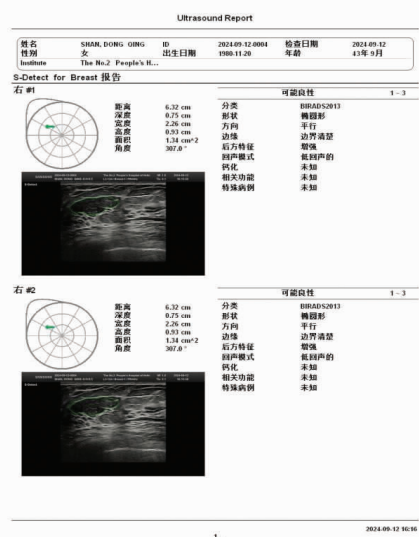 Ultrasound Report
姓名 SHAN, DONG QING ID 2024-09-12-0004 检查日期 2024-09-12
性别 女 出生日期 1980-11-20 年龄 43年 9月
Institute The No.2 People's H...
S-Detect for Breast 报告
右 #1
距离 6.32 cm
深度 0.75 cm
宽度 2.26 cm
高度 0.93 cm
面积 1.34 cm^2
角度 307.0 °
可能良性 1 - 3
分类 BIRADS2013
形状 椭圆形
方向 平行
边缘 边界清楚
后方特征 增强
回声模式 低回声的
钙化 未知
相关功能 未知
特殊病例 未知
S-Detect
右 #2
距离 6.32 cm
深度 0.75 cm
宽度 2.26 cm
高度 0.93 cm
面积 1.34 cm^2
角度 307.0 °
可能良性 1 - 3
分类 BIRADS2013
形状 椭圆形
方向 平行
边缘 边界清楚
后方特征 增强
回声模式 低回声的
钙化 未知
相关功能 未知
特殊病例 未知
S-Detect
2024-09-12 16:16
1